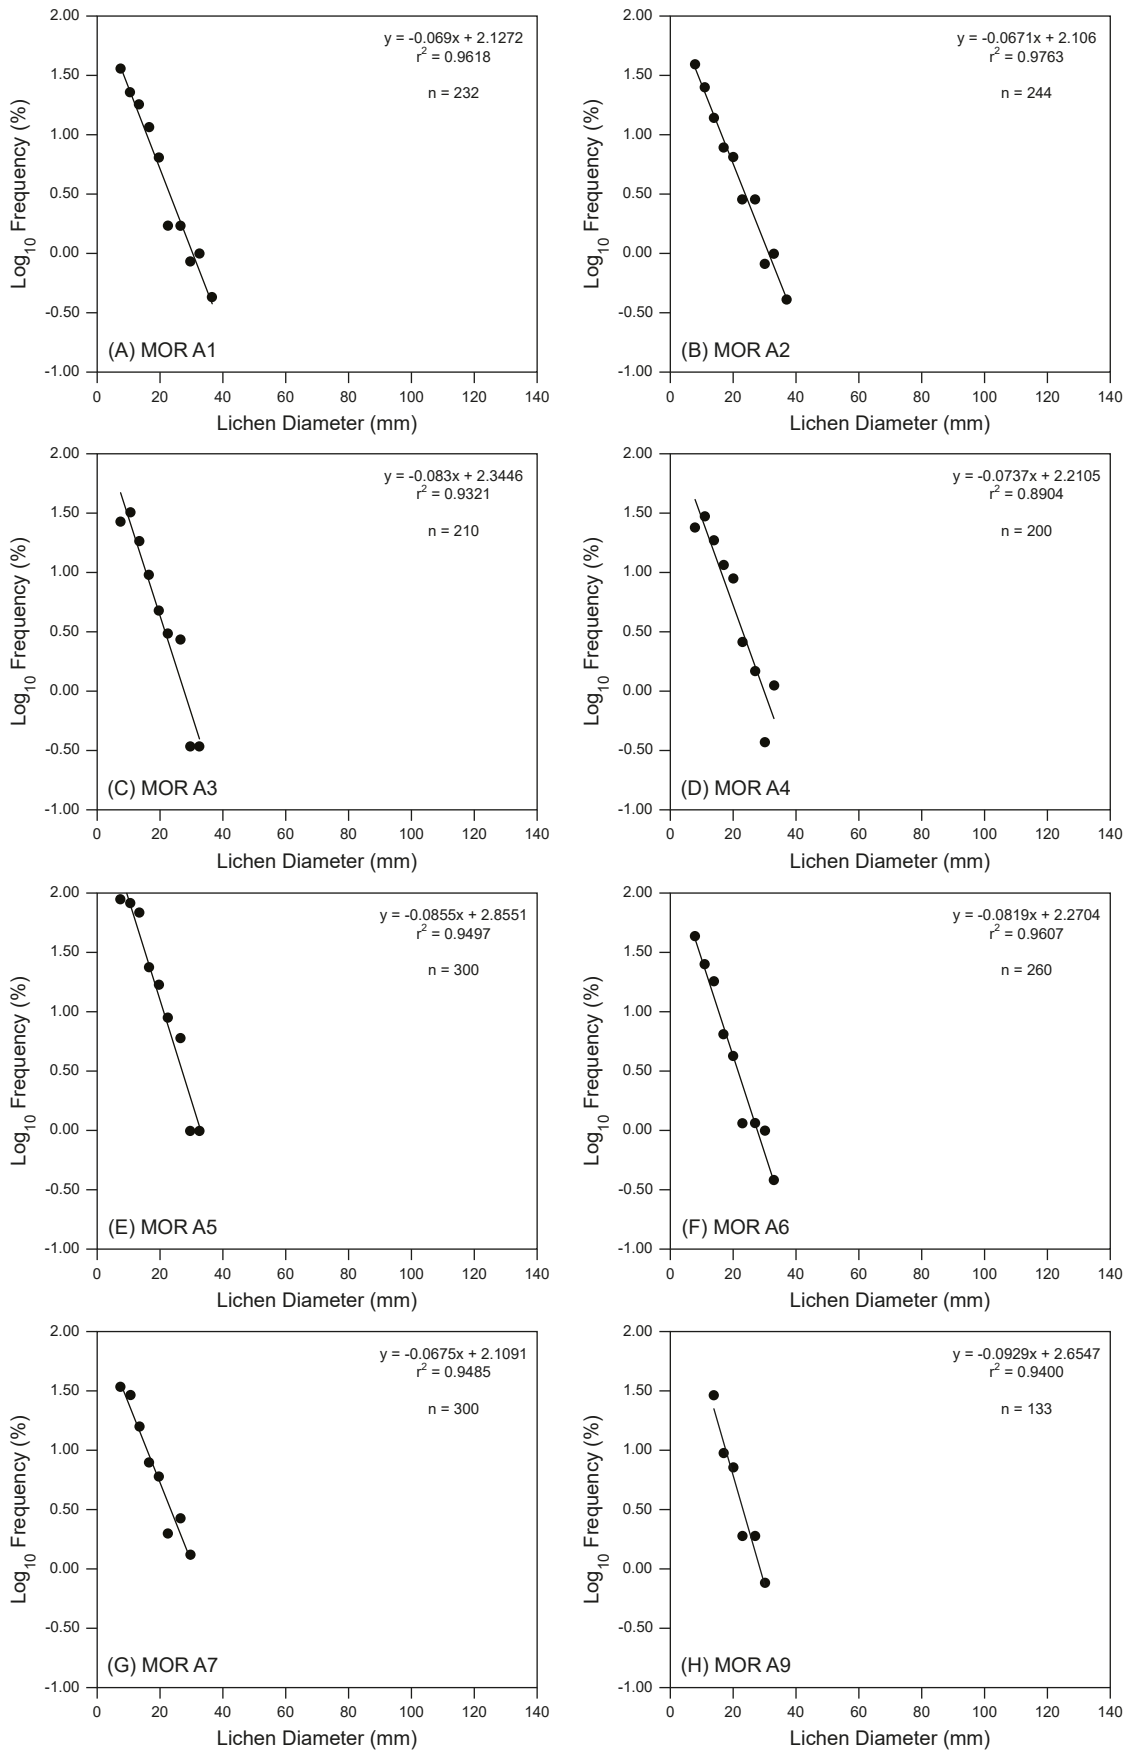 2.00
1.50
1.00
0.50
0.00
-0.50
-1.00
Log10 Frequency (%)
y = -0.069x + 2.1272
r2 = 0.9618
n = 232
(A) MOR A1
0 20 40 60 80 100 120 140
Lichen Diameter (mm)
2.00
1.50
1.00
0.50
0.00
-0.50
-1.00
Log10 Frequency (%)
y = -0.0671x + 2.106
r2 = 0.9763
n = 244
(B) MOR A2
0 20 40 60 80 100 120 140
Lichen Diameter (mm)
2.00
1.50
1.00
0.50
0.00
-0.50
-1.00
Log10 Frequency (%)
y = -0.083x + 2.3446
r2 = 0.9321
n = 210
(C) MOR A3
0 20 40 60 80 100 120 140
Lichen Diameter (mm)
2.00
1.50
1.00
0.50
0.00
-0.50
-1.00
Log10 Frequency (%)
y = -0.0737x + 2.2105
r2 = 0.8904
n = 200
(D) MOR A4
0 20 40 60 80 100 120 140
Lichen Diameter (mm)
2.00
1.50
1.00
0.50
0.00
-0.50
-1.00
Log10 Frequency (%)
y = -0.0855x + 2.8551
r2 = 0.9497
n = 300
(E) MOR A5
0 20 40 60 80 100 120 140
Lichen Diameter (mm)
2.00
1.50
1.00
0.50
0.00
-0.50
-1.00
Log10 Frequency (%)
y = -0.0819x + 2.2704
r2 = 0.9607
n = 260
(F) MOR A6
0 20 40 60 80 100 120 140
Lichen Diameter (mm)
2.00
1.50
1.00
0.50
0.00
-0.50
-1.00
Log10 Frequency (%)
y = -0.0675x + 2.1091
r2 = 0.9485
n = 300
(G) MOR A7
0 20 40 60 80 100 120 140
Lichen Diameter (mm)
2.00
1.50
1.00
0.50
0.00
-0.50
-1.00
Log10 Frequency (%)
y = -0.0929x + 2.6547
r2 = 0.9400
n = 133
(H) MOR A9
0 20 40 60 80 100 120 140
Lichen Diameter (mm)